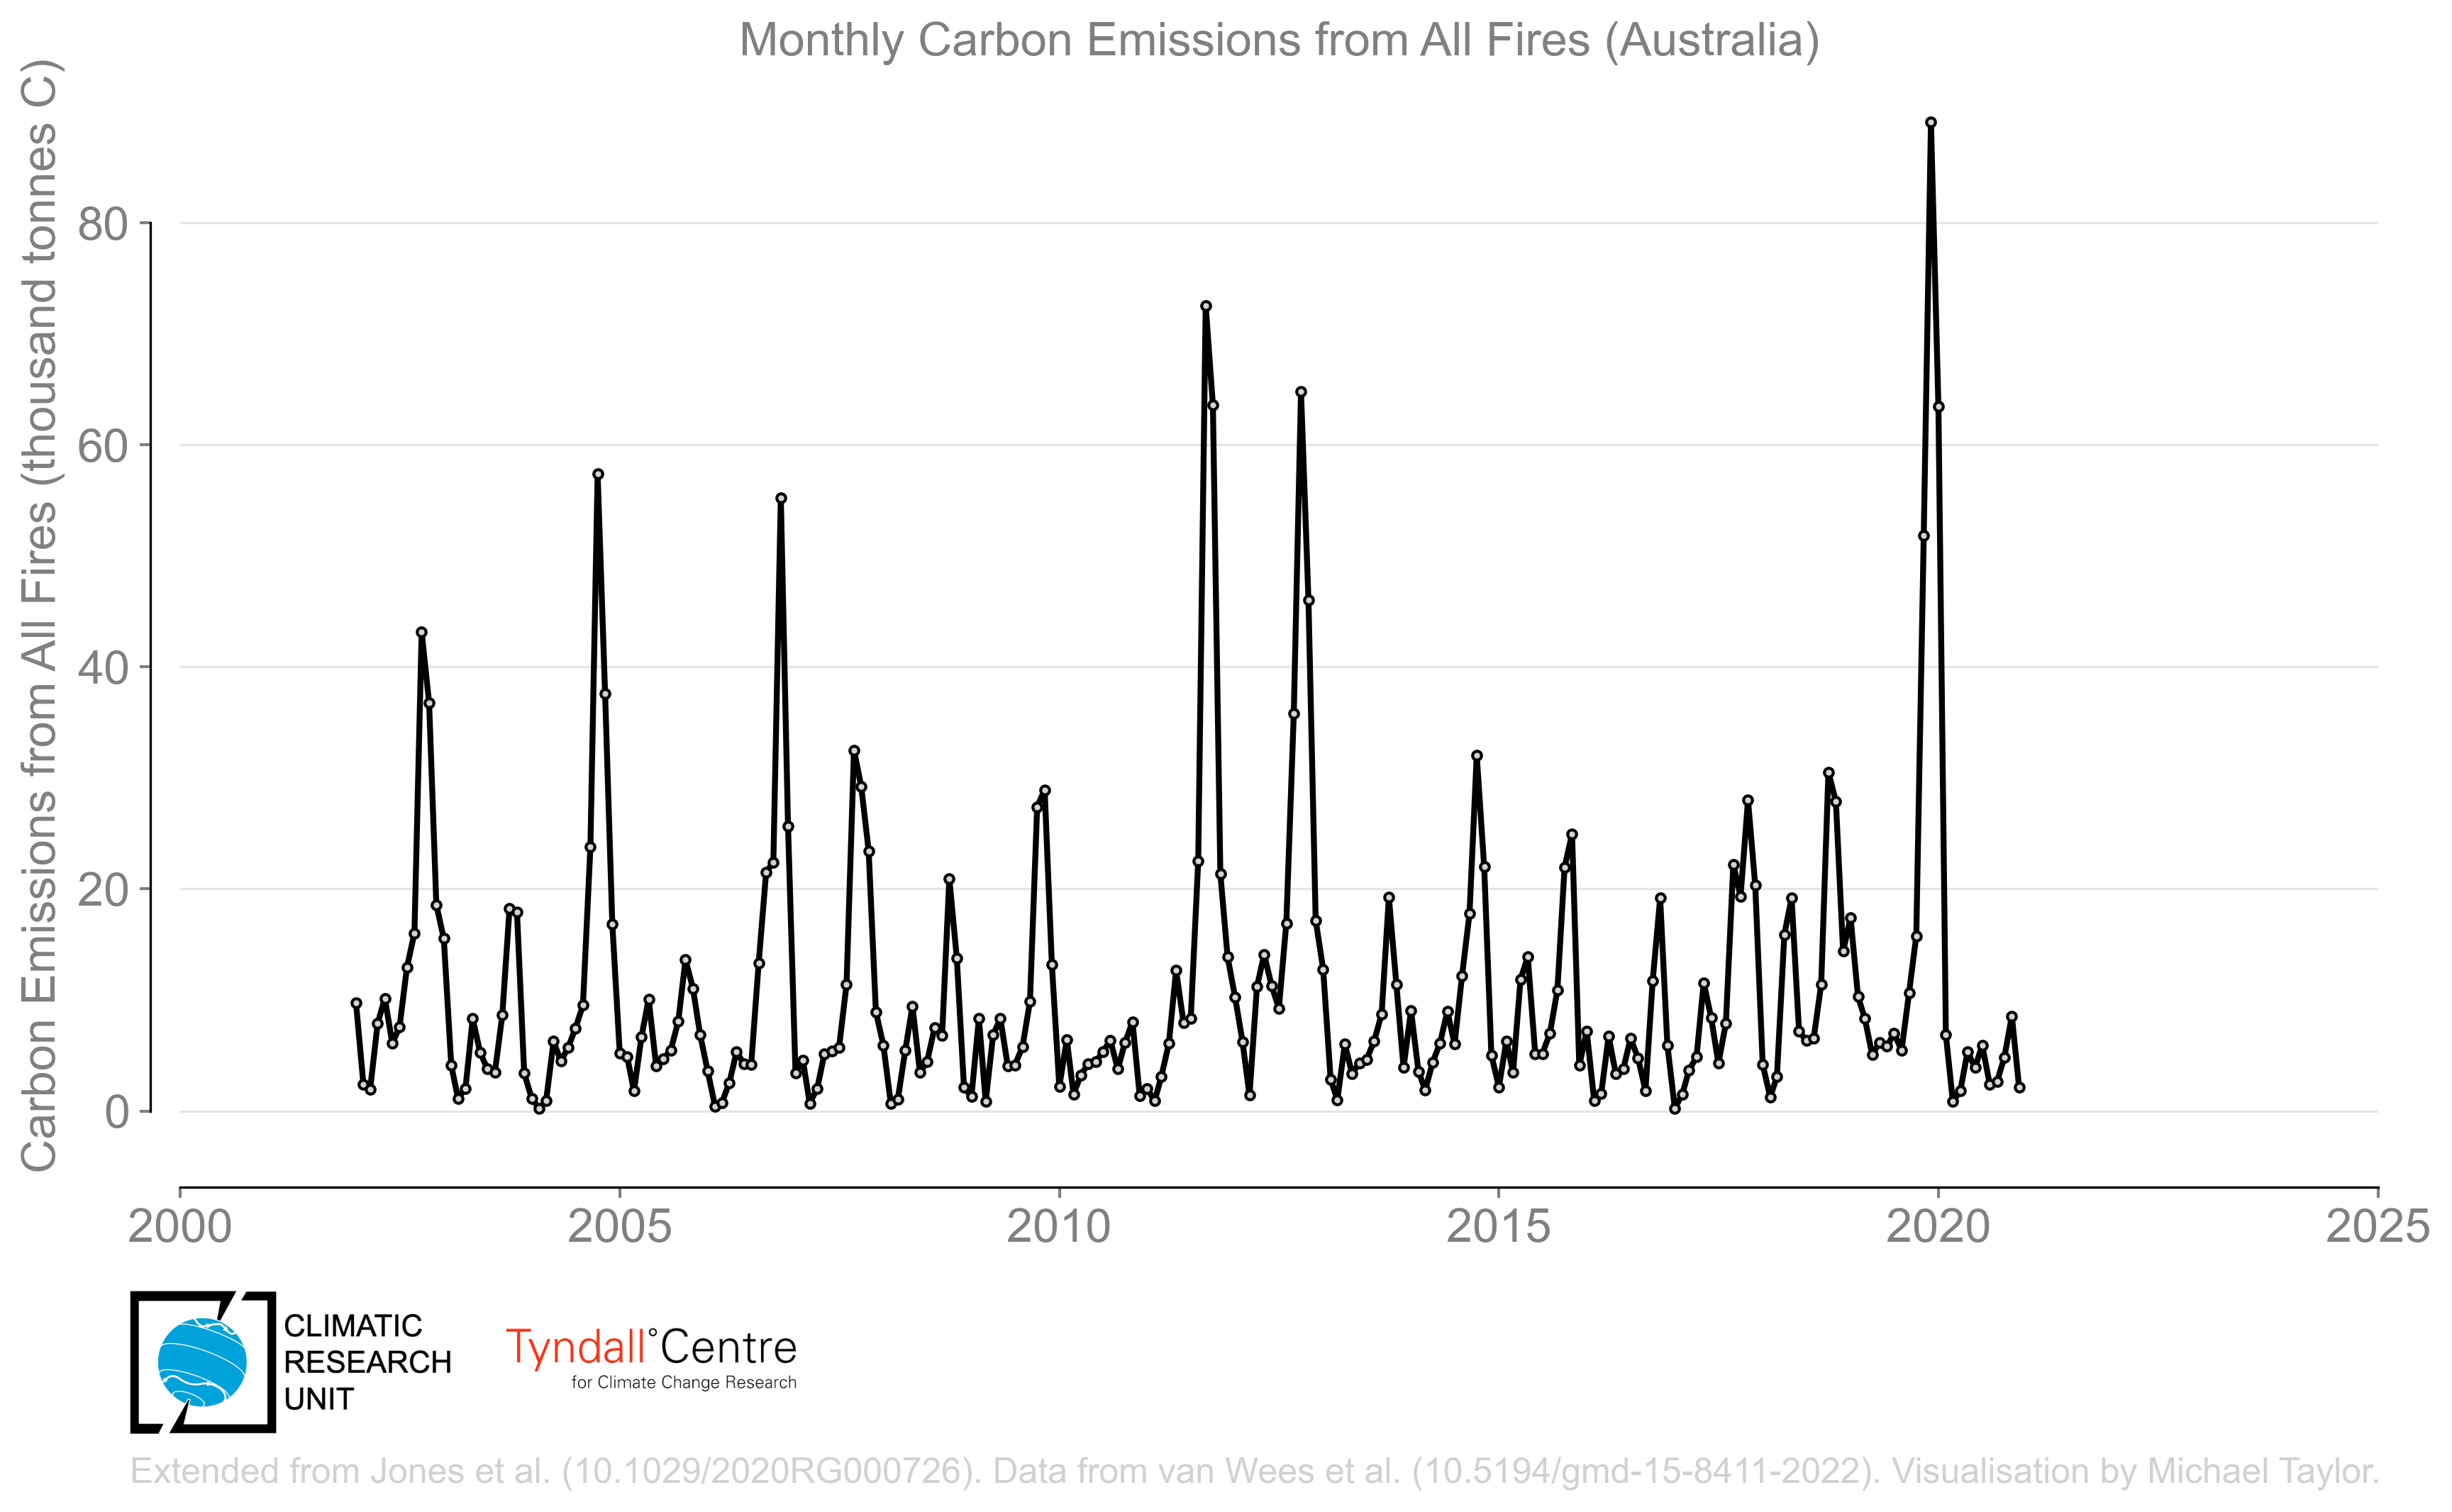 Monthly Carbon Emissions from All Fires (Australia)
Carbon Emissions from All Fires (thousand tonnes C)
80
60
40
20
0
2000 2005 2010 2015 2020 2025
CLIMATIC
RESEARCH
UNIT
Tyndall°Centre
for Climate Change Research
Extended from Jones et al. (10.1029/2020RG000726). Data from van Wees et al. (10.5194/gmd-15-8411-2022). Visualisation by Michael Taylor.